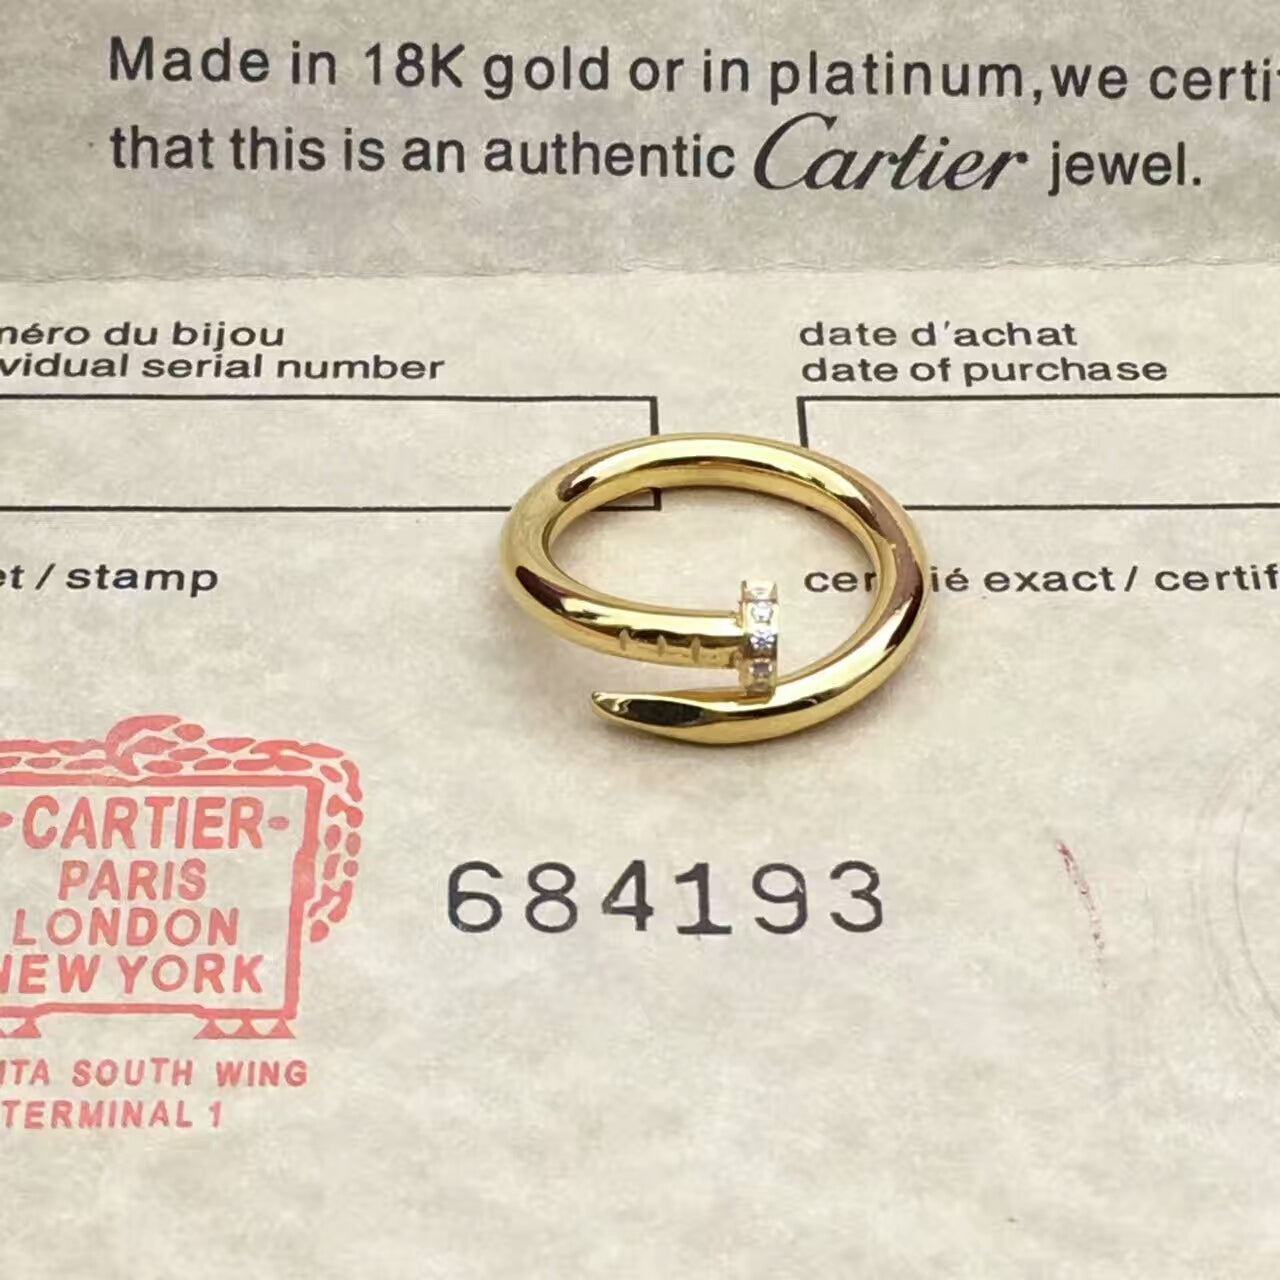 Made in 18K gold or in platinum, we certi
that this is an authentic Cartier jewel.
méro du bijou
vidual serial number
date d'achat
date of purchase
et / stamp
cer ié exact / certif
CARTIER
PARIS
LONDON
NEW YORK
ITA SOUTH WING
TERMINAL 1
684193